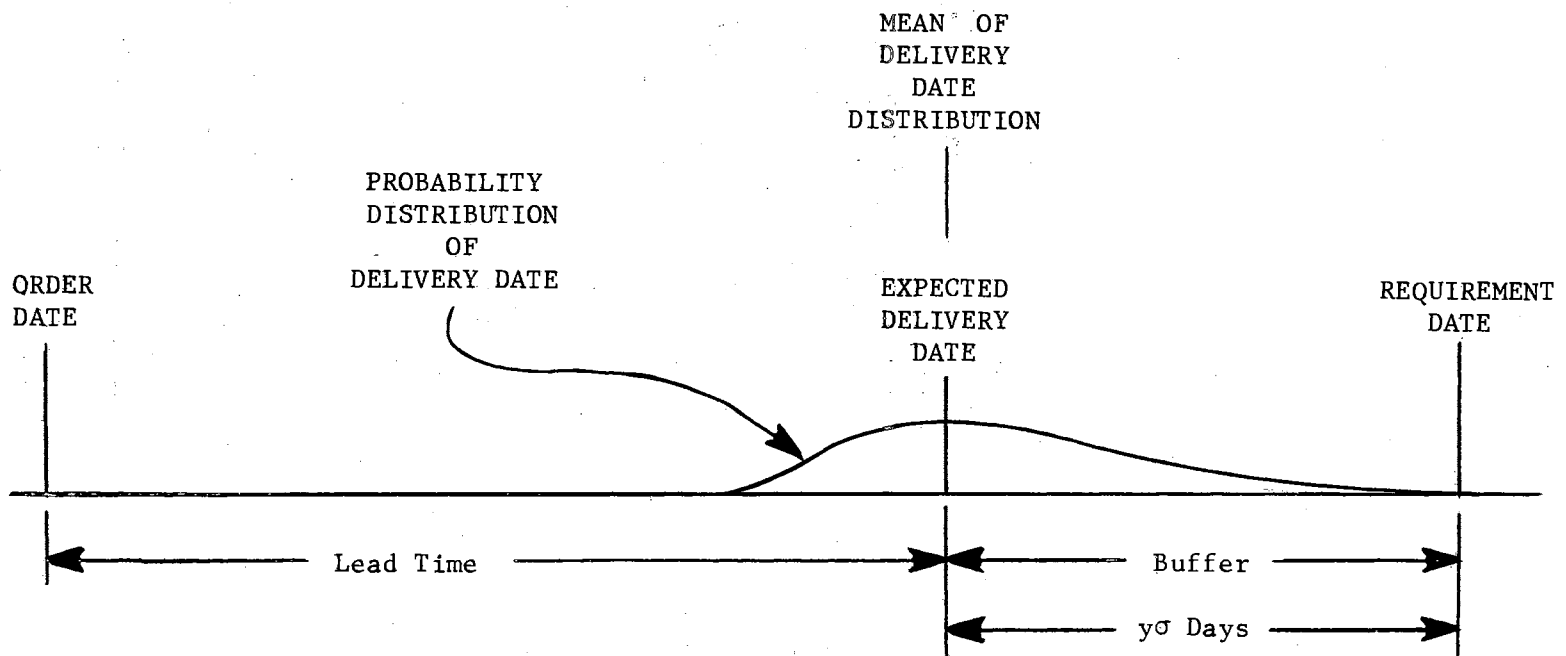 MEAN OF
DELIVERY
DATE
DISTRIBUTION
PROBABILITY
DISTRIBUTION
OF
DELIVERY DATE
ORDER
DATE
EXPECTED
DELIVERY
DATE
REQUIREMENT
DATE
Lead Time
Buffer
yσ Days